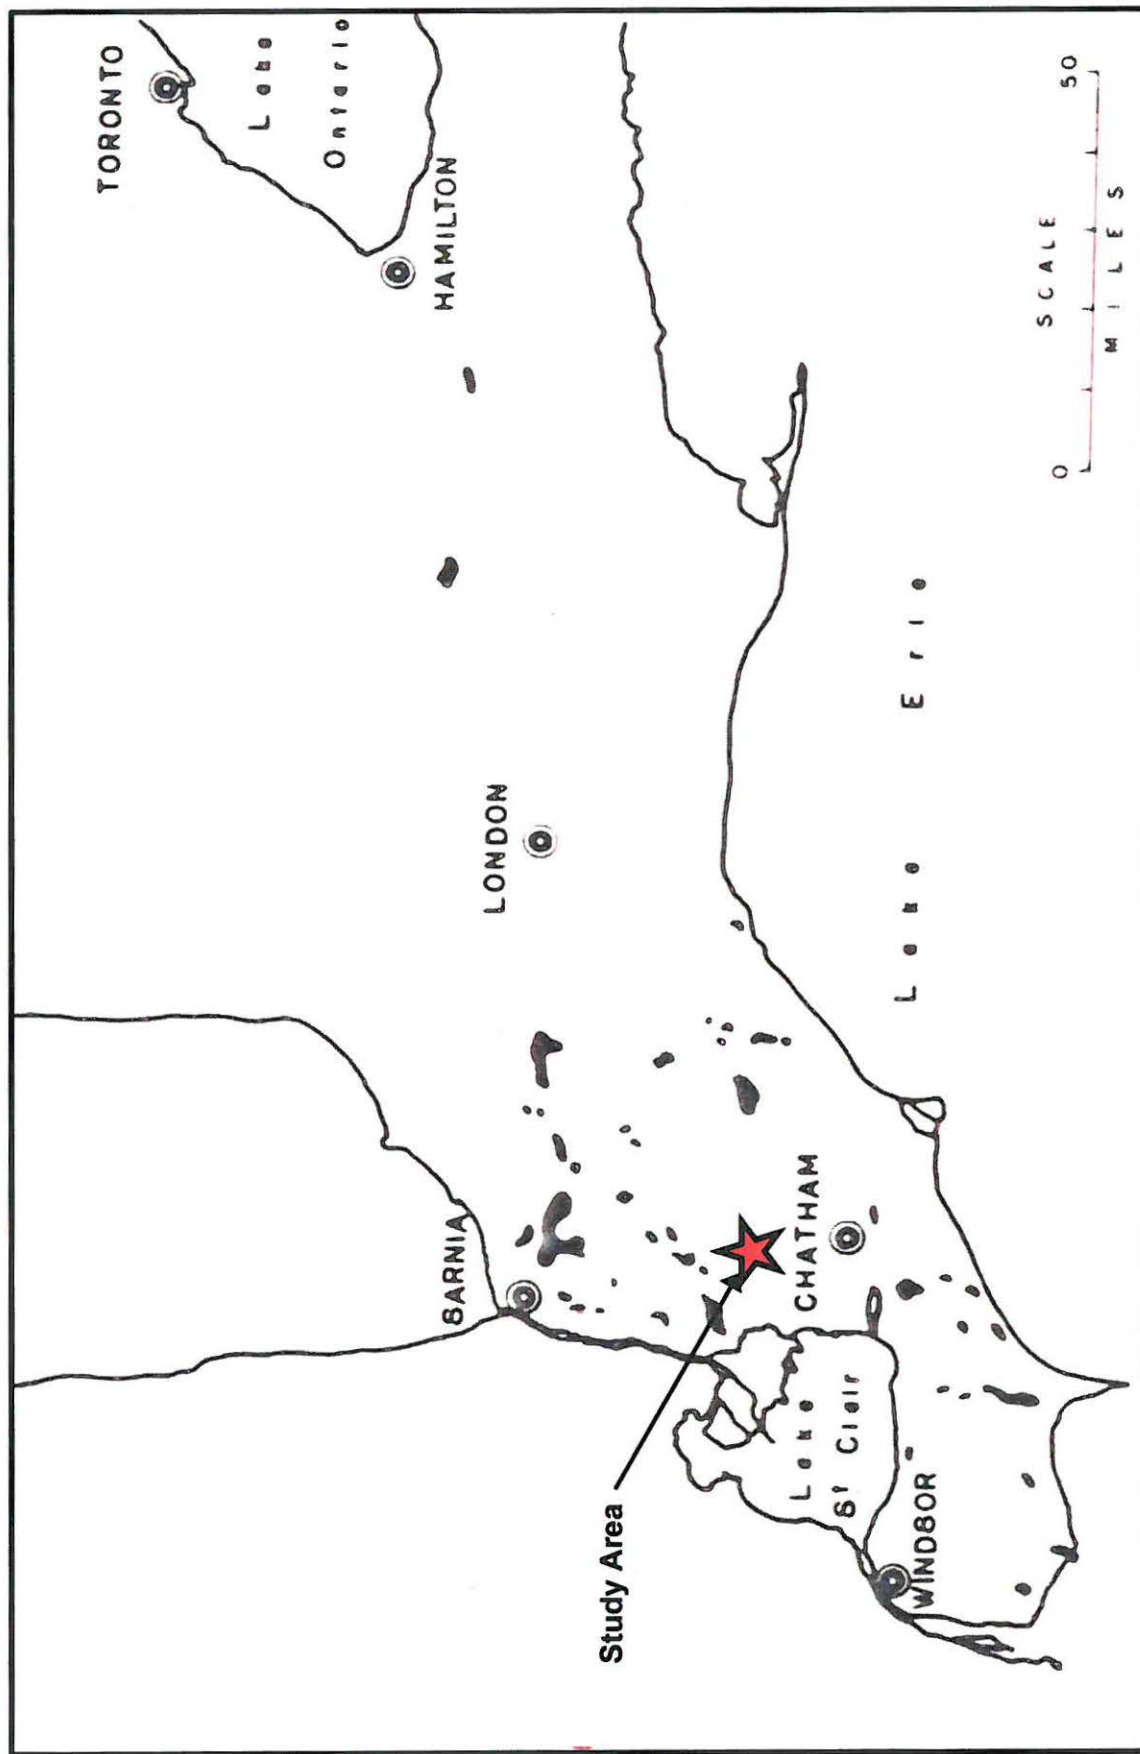 TORONTO
Lake
Ontario
HAMILTON
LONDON
SARNIA
CHATHAM
Lake
St Clair
WINDSOR
Study Area
Lake Erie
SCALE
0 50
MILES